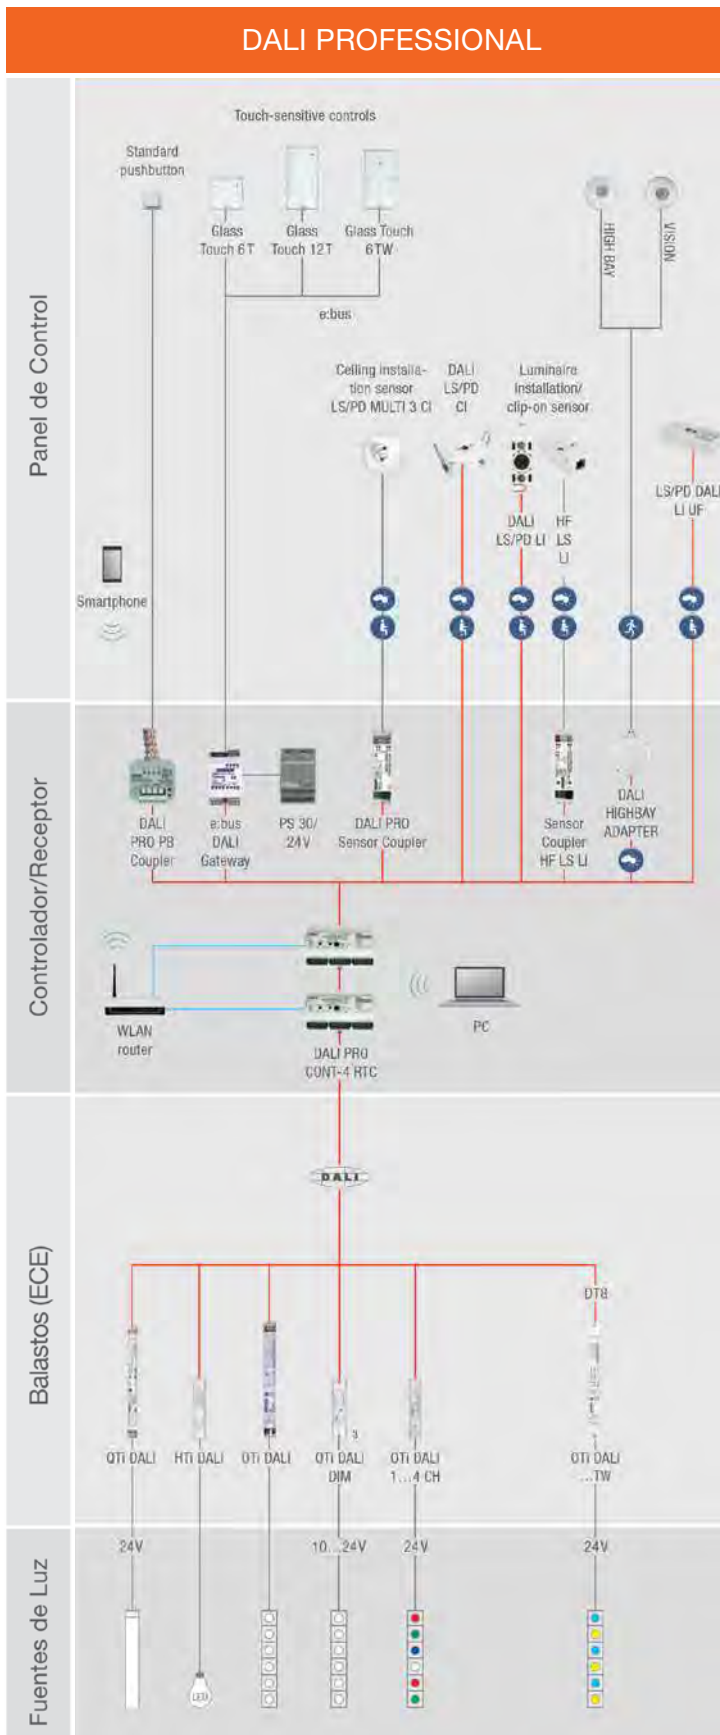 DALI PROFESSIONAL
Panel de Control
Touch-sensitive controls
Standard
pushbutton
Glass
Touch 6T
Glass
Touch 12T
Glass Touch
6TW
HIGH BAY
VISION
e:bus
Ceiling installa-
tion sensor
LS/PD MULTI 3 CI
DALI
LS/PD
CI
Luminaire
installation/
clip-on sensor
LS/PD DALI
LI UF
DALI
LS/PD LI
HF
LS
LI
Smartphone
Controlador/Receptor
DALI
PRO PB
Coupler
e:bus
DALI
Gateway
PS 30/
24V
DALI PRO
Sensor Coupler
Sensor
Coupler
HF LS LI
DALI
HIGHBAY
ADAPTER
WLAN
router
PC
DALI PRO
CONT-4 RTC
Balastos (ECE)
DALI
DT8
3
QTi DALI
HTi DALI
OTi DALI
OTi DALI
DIM
OTi DALI
1...4 CH
OTi DALI
...TW
Fuentes de Luz
24V
10...24V
24V
24V
LED